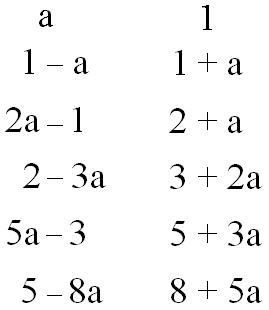 a 1
1 – a 1 + a
2a – 1 2 + a
2 – 3a 3 + 2a
5a – 3 5 + 3a
5 – 8a 8 + 5a